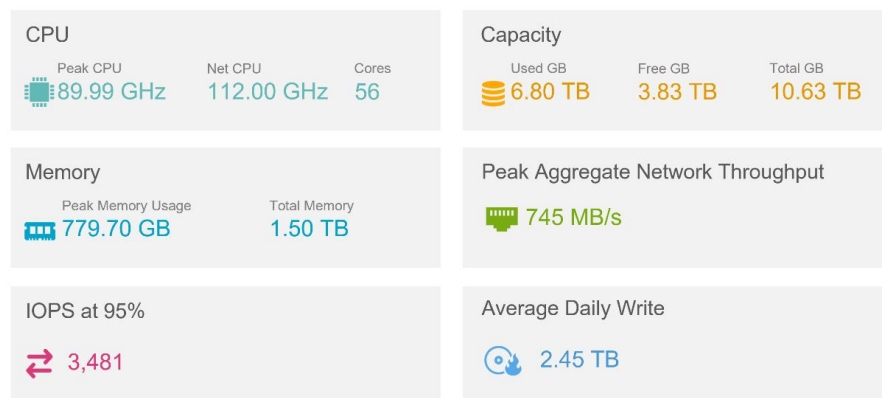 CPU
Peak CPU Net CPU Cores
89.99 GHz 112.00 GHz 56
Capacity
Used GB Free GB Total GB
6.80 TB 3.83 TB 10.63 TB
Memory
Peak Memory Usage Total Memory
779.70 GB 1.50 TB
Peak Aggregate Network Throughput
745 MB/s
IOPS at 95%
3,481
Average Daily Write
2.45 TB